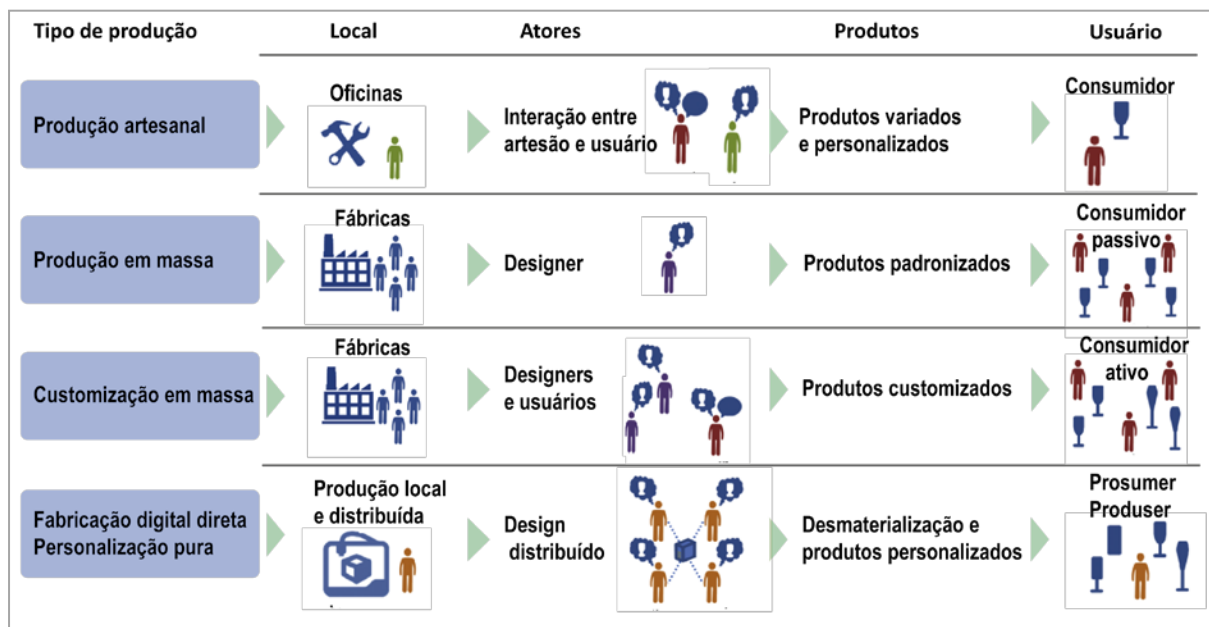 Tipo de produção
Local
Atores
Produtos
Usuário
Produção artesanal
Oficinas
Interação entre
artesão e usuário
Produtos variados
e personalizados
Consumidor
Produção em massa
Fábricas
Designer
Produtos padronizados
Consumidor
passivo
Customização em massa
Fábricas
Designers
e usuários
Produtos customizados
Consumidor
ativo
Fabricação digital direta
Personalização pura
Produção local
e distribuída
Design
distribuído
Desmaterialização e
produtos personalizados
Prosumer
Produser